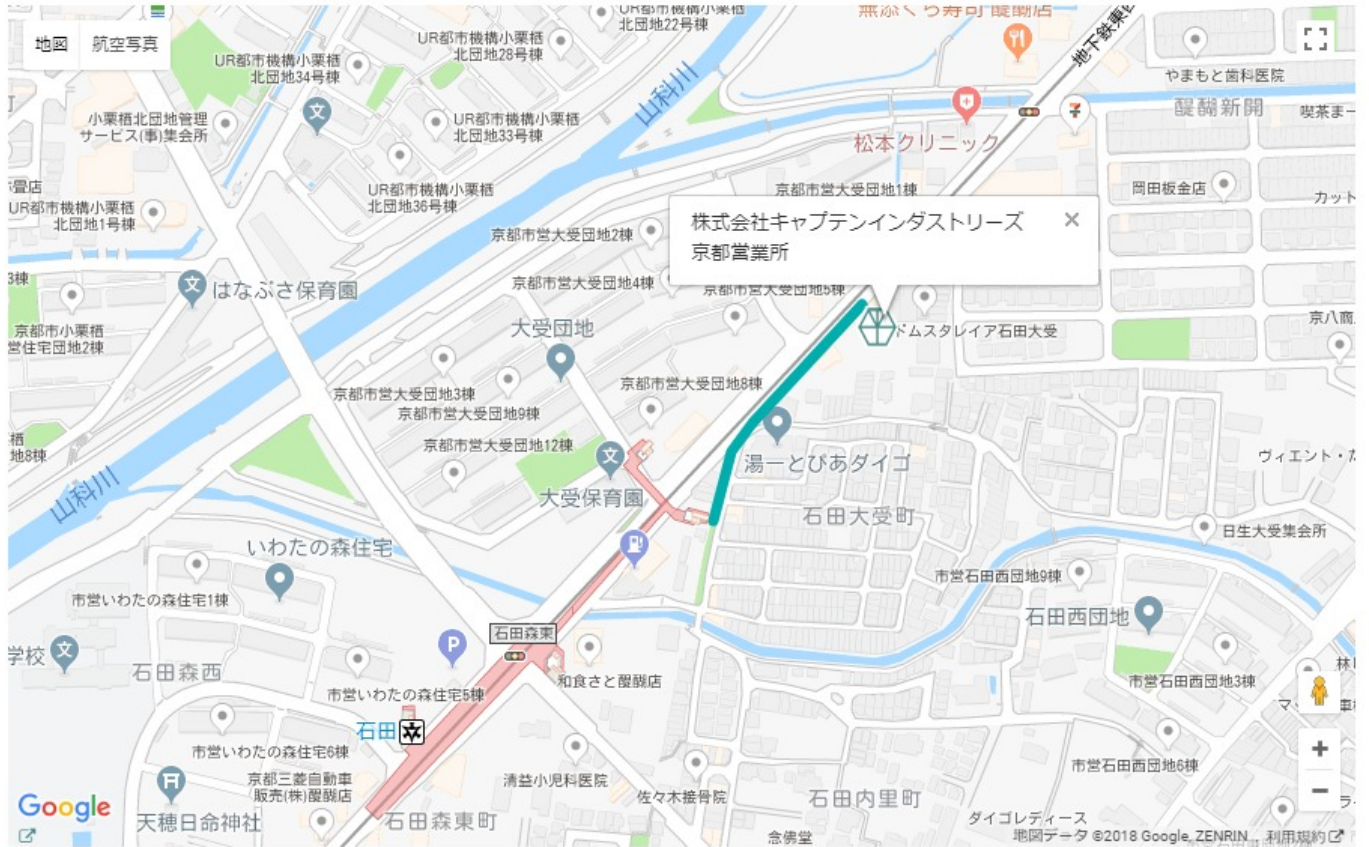 地図 航空写真
UR都市機構小栗栖
北団地22号棟
無添くら寿司 醍醐店
UR都市機構小栗栖
北団地28号棟
UR都市機構小栗栖
北団地34号棟
山科川
やまもと歯科医院
醍醐新開
喫茶まー
小栗栖北団地管理
サービス(事)集会所
UR都市機構小栗栖
北団地33号棟
松本クリニック
UR都市機構小栗栖
北団地36号棟
京都市営大受団地1棟
岡田板金店
カット
UR都市機構小栗栖
北団地1号棟
株式会社キャプテンインダストリーズ
京都営業所
京都市営大受団地2棟
はなぶさ保育園
京都市営大受団地4棟
京都市営大受団地5棟
京都市小栗栖
営住宅団地2棟
大受団地
ドムスタレイア石田大受
京八商
京都市営大受団地3棟
京都市営大受団地8棟
京都市営大受団地9棟
京都市営大受団地12棟
湯ーとぴあダイゴ
ヴィエント・た
山科川
大受保育園
石田大受町
日生大受集会所
いわたの森住宅
市営石田西団地9棟
市営いわたの森住宅1棟
石田西団地
石田森東
学校
石田森西
和食さと醍醐店
市営石田西団地3棟
市営いわたの森住宅5棟
石田
市営いわたの森住宅6棟
京都三菱自動車
販売(株)醍醐店
清益小児科医院
佐々木接骨院
市営石田西団地6棟
石田内里町
Google
天穂日命神社
石田森東町
念佛堂
ダイゴレディース
地図データ ©2018 Google, ZENRIN
利用規約